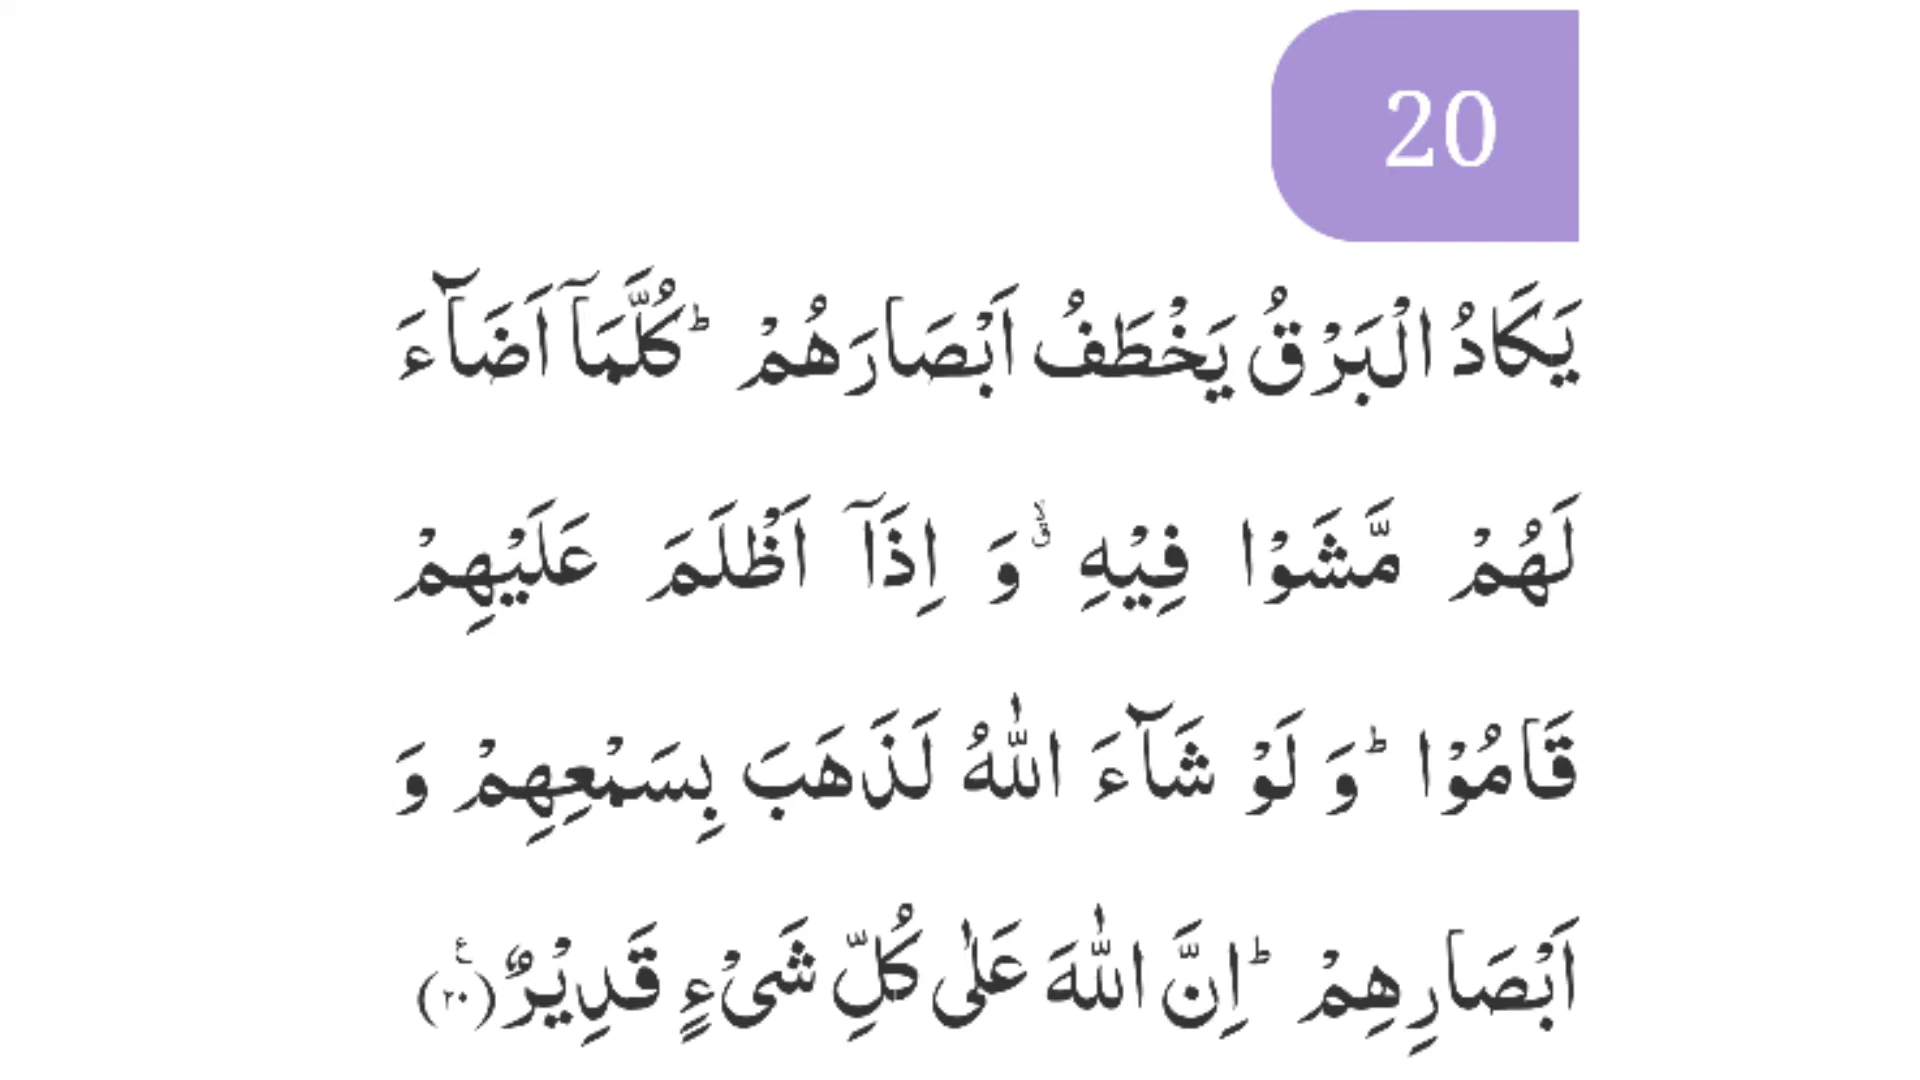 20
یَكَادُ الْبَرْقُ یَخْطَفُ اَبْصَارَهُمْؕ كُلَّمَاۤ اَضَآءَ
لَهُمْ مَّشَوْا فِیْهِۗۙ وَ اِذَاۤ اَظْلَمَ عَلَیْهِمْ
قَامُوْاؕ وَ لَوْ شَآءَ اللّٰهُ لَذَهَبَ بِسَمْعِهِمْ وَ
اَبْصَارِهِمْؕ اِنَّ اللّٰهَ عَلٰى كُلِّ شَیْءٍ قَدِیْرٌ۠(۲۰)